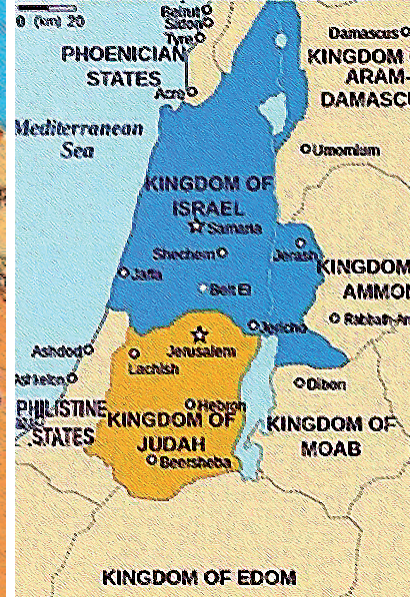 0 (km) 20
Beirut
Sidon
Tyre
PHOENICIAN
STATES
Acre
Damascus
KINGDOM
ARAM-
DAMASC
Mediterranean
Sea
KINGDOM OF
ISRAEL
Samaria
Shechem
Jerash
KINGDOM
AMMON
Jaffa
Beit El
Jericho
Ashdod
Jerusalem
Lachish
Ashkelon
Dibon
PHILISTINE
STATES
Hebron
KINGDOM OF
JUDAH
KINGDOM OF
MOAB
Beersheba
KINGDOM OF EDOM